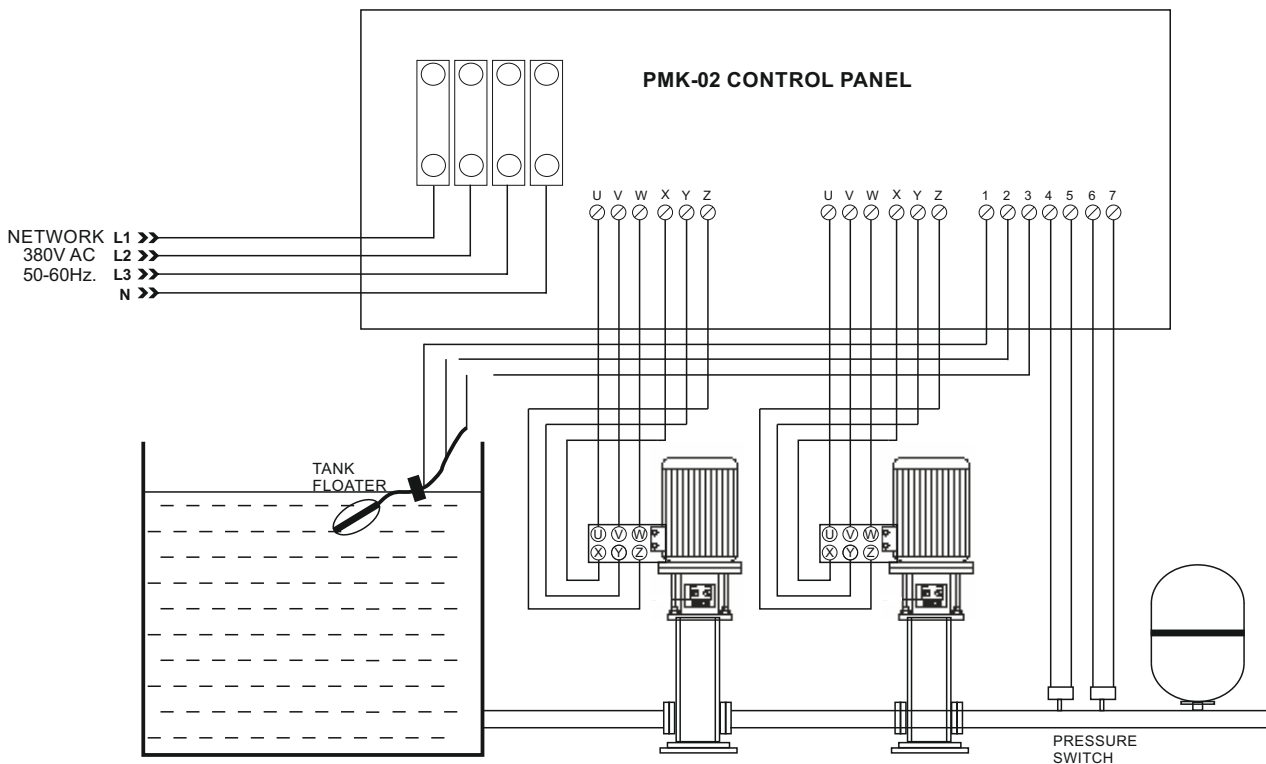 PMK-02 CONTROL PANEL
U V W X Y Z
U V W X Y Z
1 2 3 4 5 6 7
NETWORK L1
380V AC L2
50-60Hz. L3
N
TANK
FLOATER
U V W
X Y Z
U V W
X Y Z
PRESSURE
SWITCH